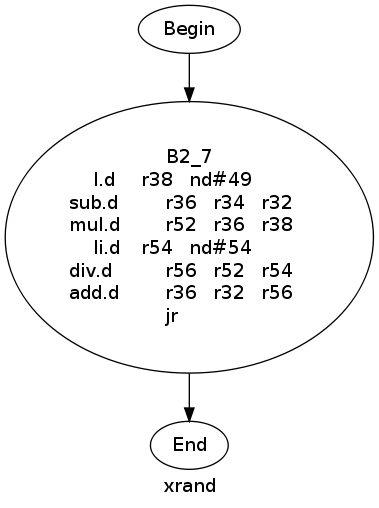 Begin
B2_7
l.d r38 nd#49
sub.d r36 r34 r32
mul.d r52 r36 r38
li.d r54 nd#54
div.d r56 r52 r54
add.d r36 r32 r56
jr
End
xrand